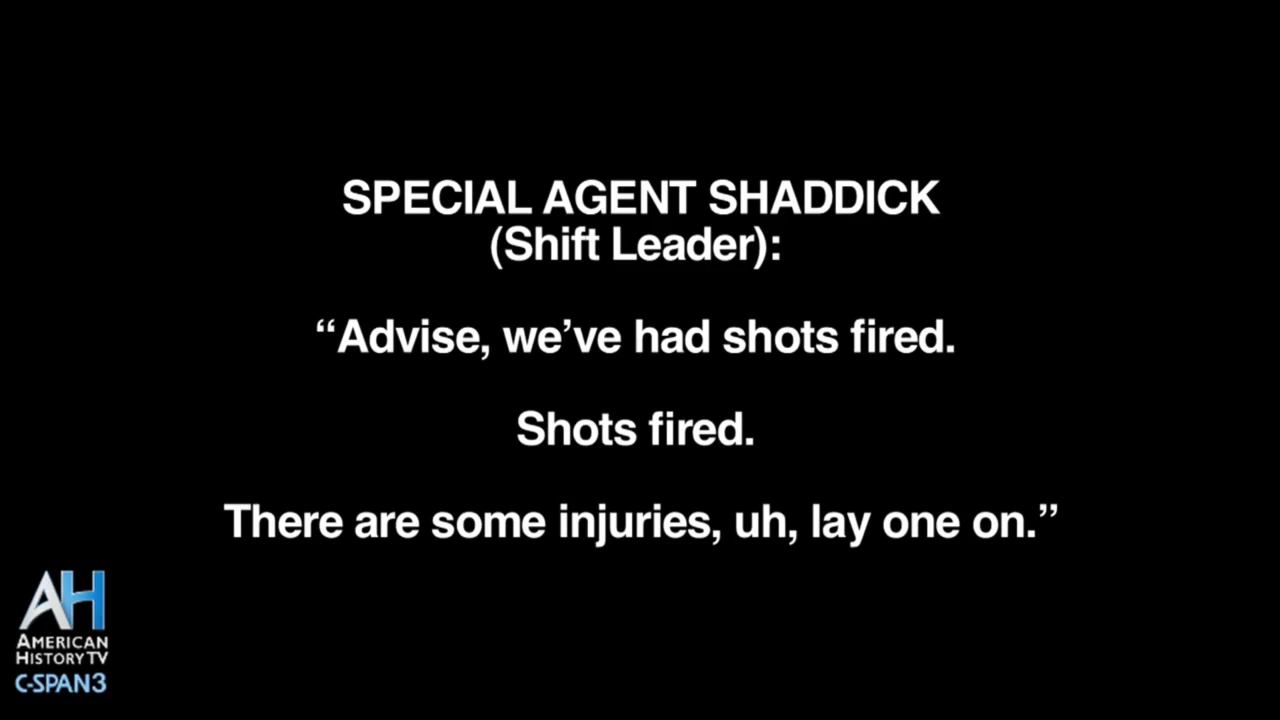 SPECIAL AGENT SHADDICK
(Shift Leader):
“Advise, we’ve had shots fired.
Shots fired.
There are some injuries, uh, lay one on.”
AH
AMERICAN
HISTORY TV
C-SPAN3